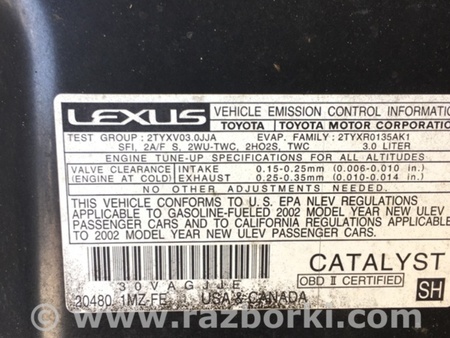 LEXUS VEHICLE EMISSION CONTROL INFORMATION
TOYOTA TOYOTA MOTOR CORPORATION
TEST GROUP : 2TYXV03.0JJA EVAP. FAMILY : 2TYXR0135AK1
SFI, 2A/F S, 2WU-TWC, 2HO2S, TWC 3.0 LITER
ENGINE TUNE-UP SPECIFICATIONS FOR ALL ALTITUDES
VALVE CLEARANCE INTAKE 0.15-0.25mm (0.006-0.010 in.)
(ENGINE AT COLD) EXHAUST 0.25-0.35mm (0.010-0.014 in.)
NO OTHER ADJUSTMENTS NEEDED.
THIS VEHICLE CONFORMS TO U.S. EPA NLEV REGULATIONS
APPLICABLE TO GASOLINE-FUELED 2002 MODEL YEAR NEW ULEV
PASSENGER CARS AND TO CALIFORNIA REGULATIONS
APPLICABLE TO 2002 MODEL YEAR NEW ULEV PASSENGER CARS.
CATALYST
30VAGJJE
OBD II CERTIFIED
20480 1MZ-FE USA & CANADA SH
www.razborki.com